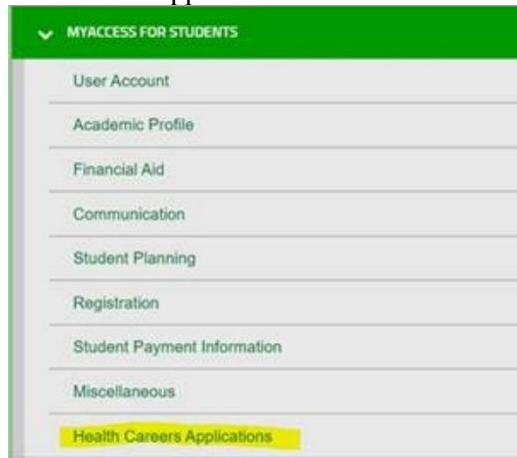 MYACCESS FOR STUDENTS
User Account
Academic Profile
Financial Aid
Communication
Student Planning
Registration
Student Payment Information
Miscellaneous
Health Careers Applications